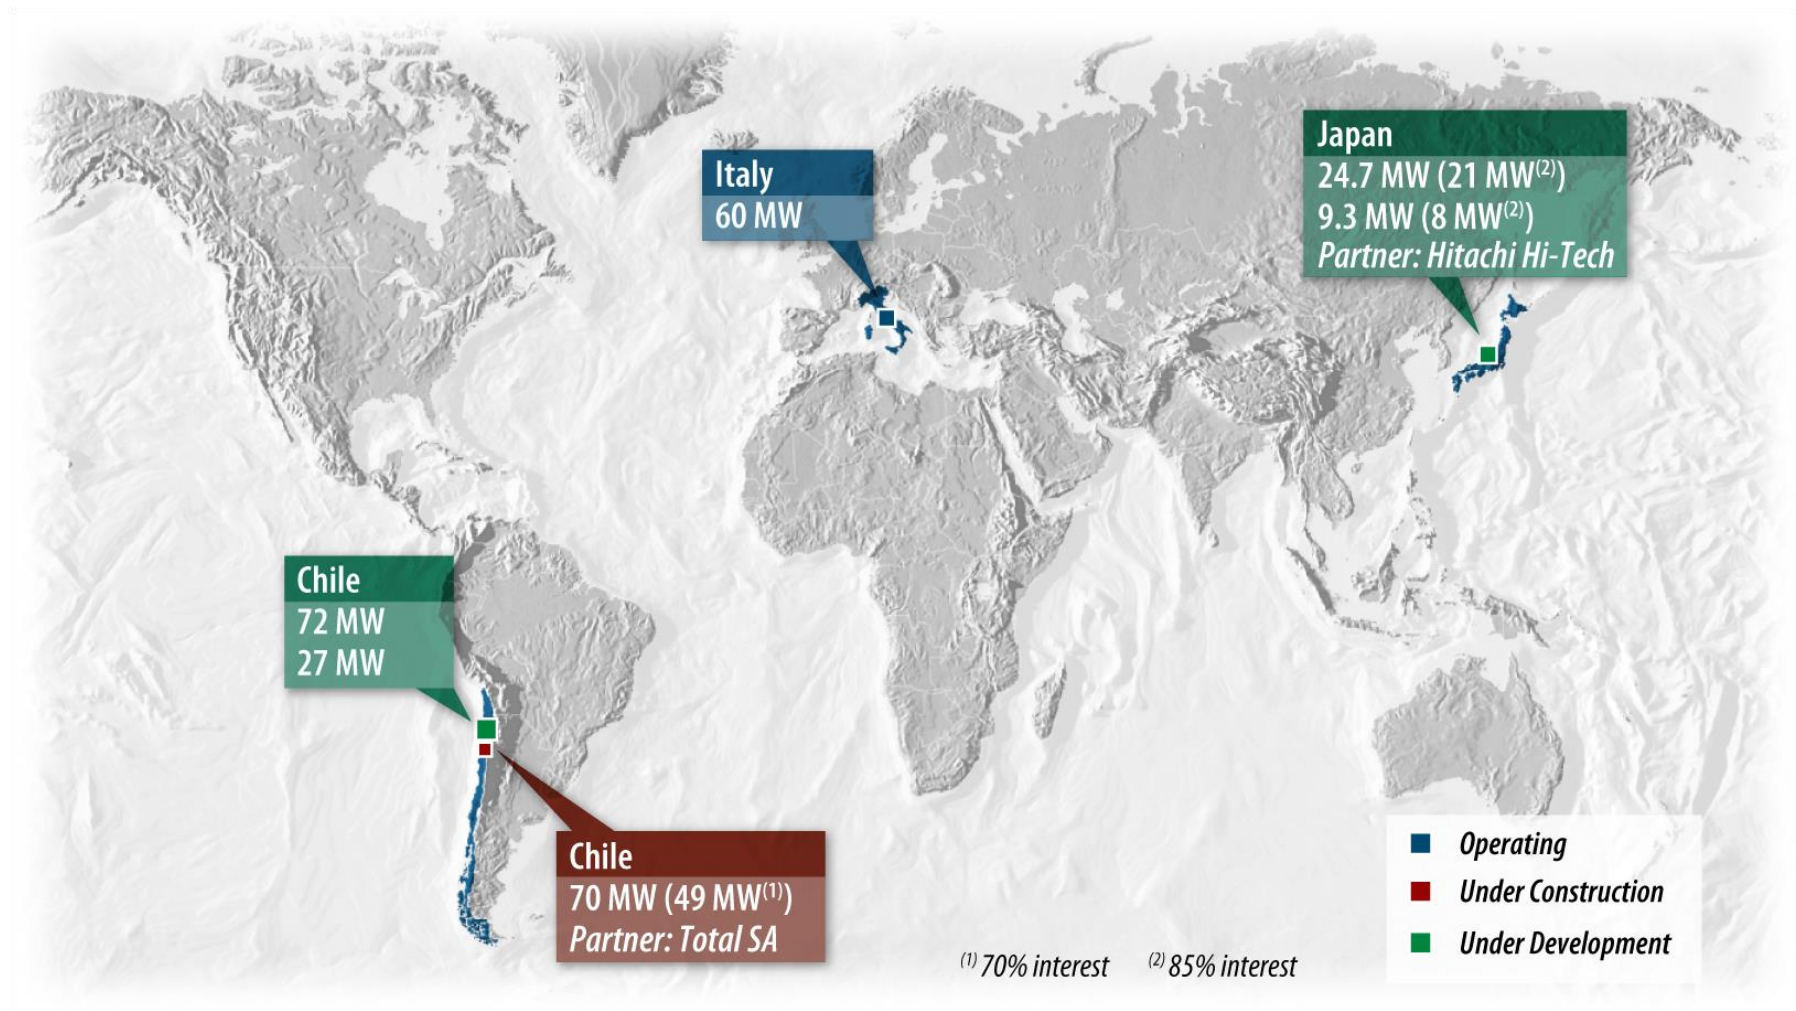 Japan
24.7 MW (21 MW(2))
9.3 MW (8 MW(2))
Partner: Hitachi Hi-Tech
Italy
60 MW
Chile
72 MW
27 MW
Chile
70 MW (49 MW(1))
Partner: Total SA
Operating
Under Construction
Under Development
(1) 70% interest (2) 85% interest